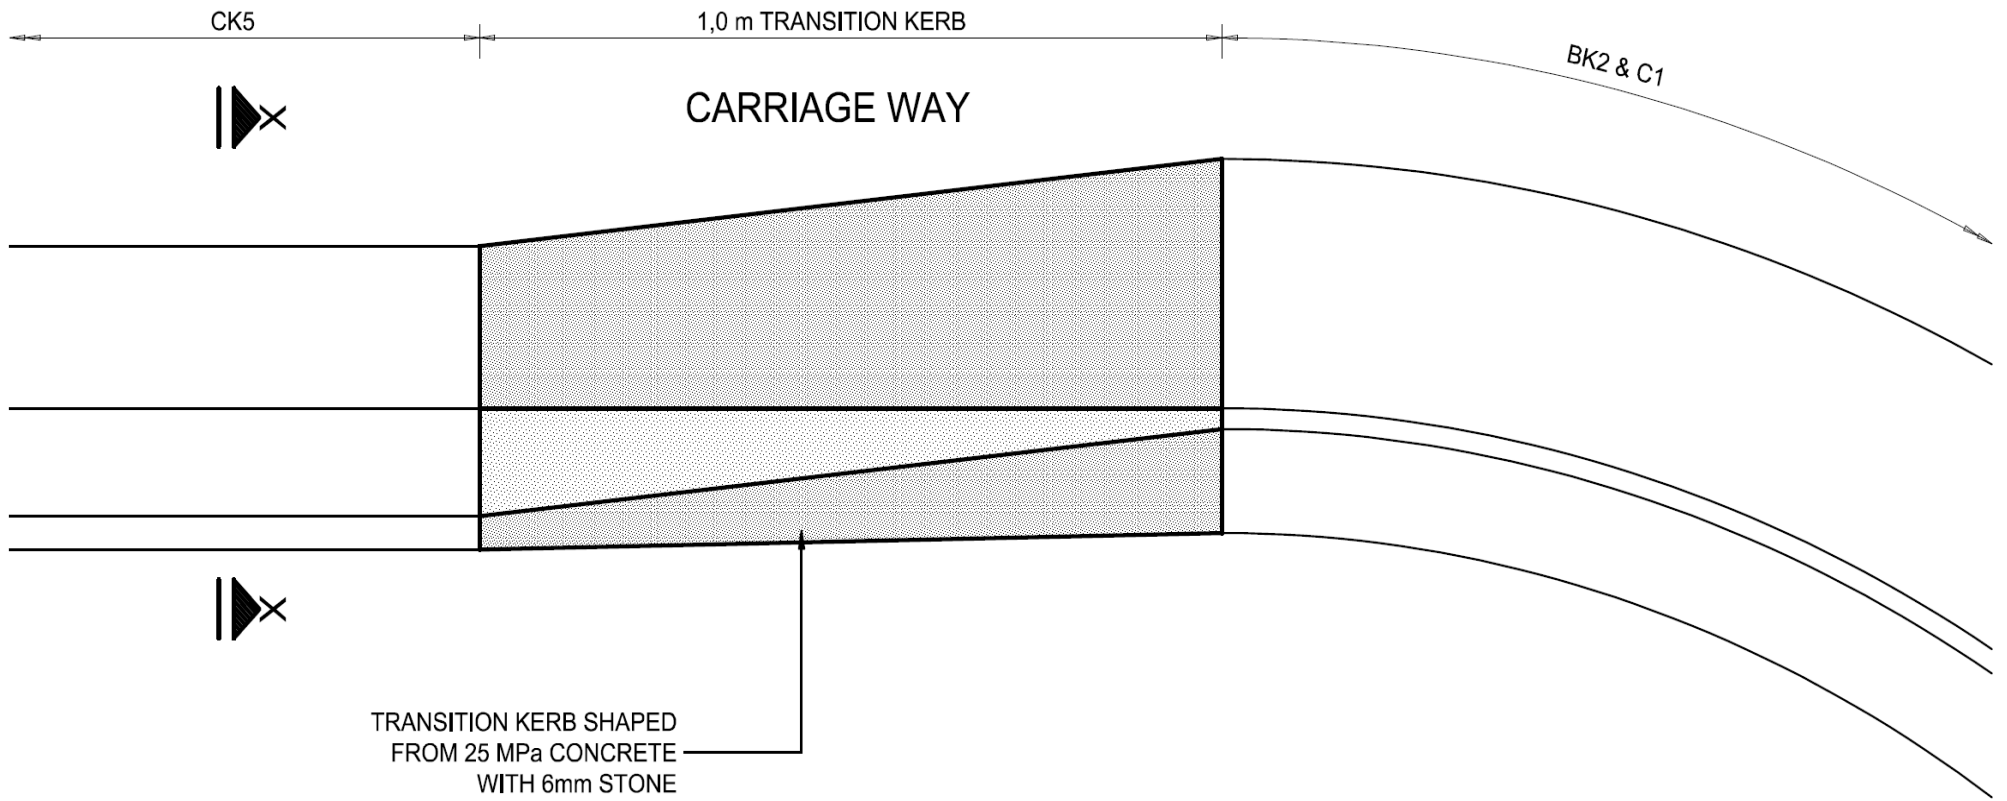 CK5
1,0 m TRANSITION KERB
BK2 & C1
X
CARRIAGE WAY
X
TRANSITION KERB SHAPED
FROM 25 MPa CONCRETE
WITH 6mm STONE